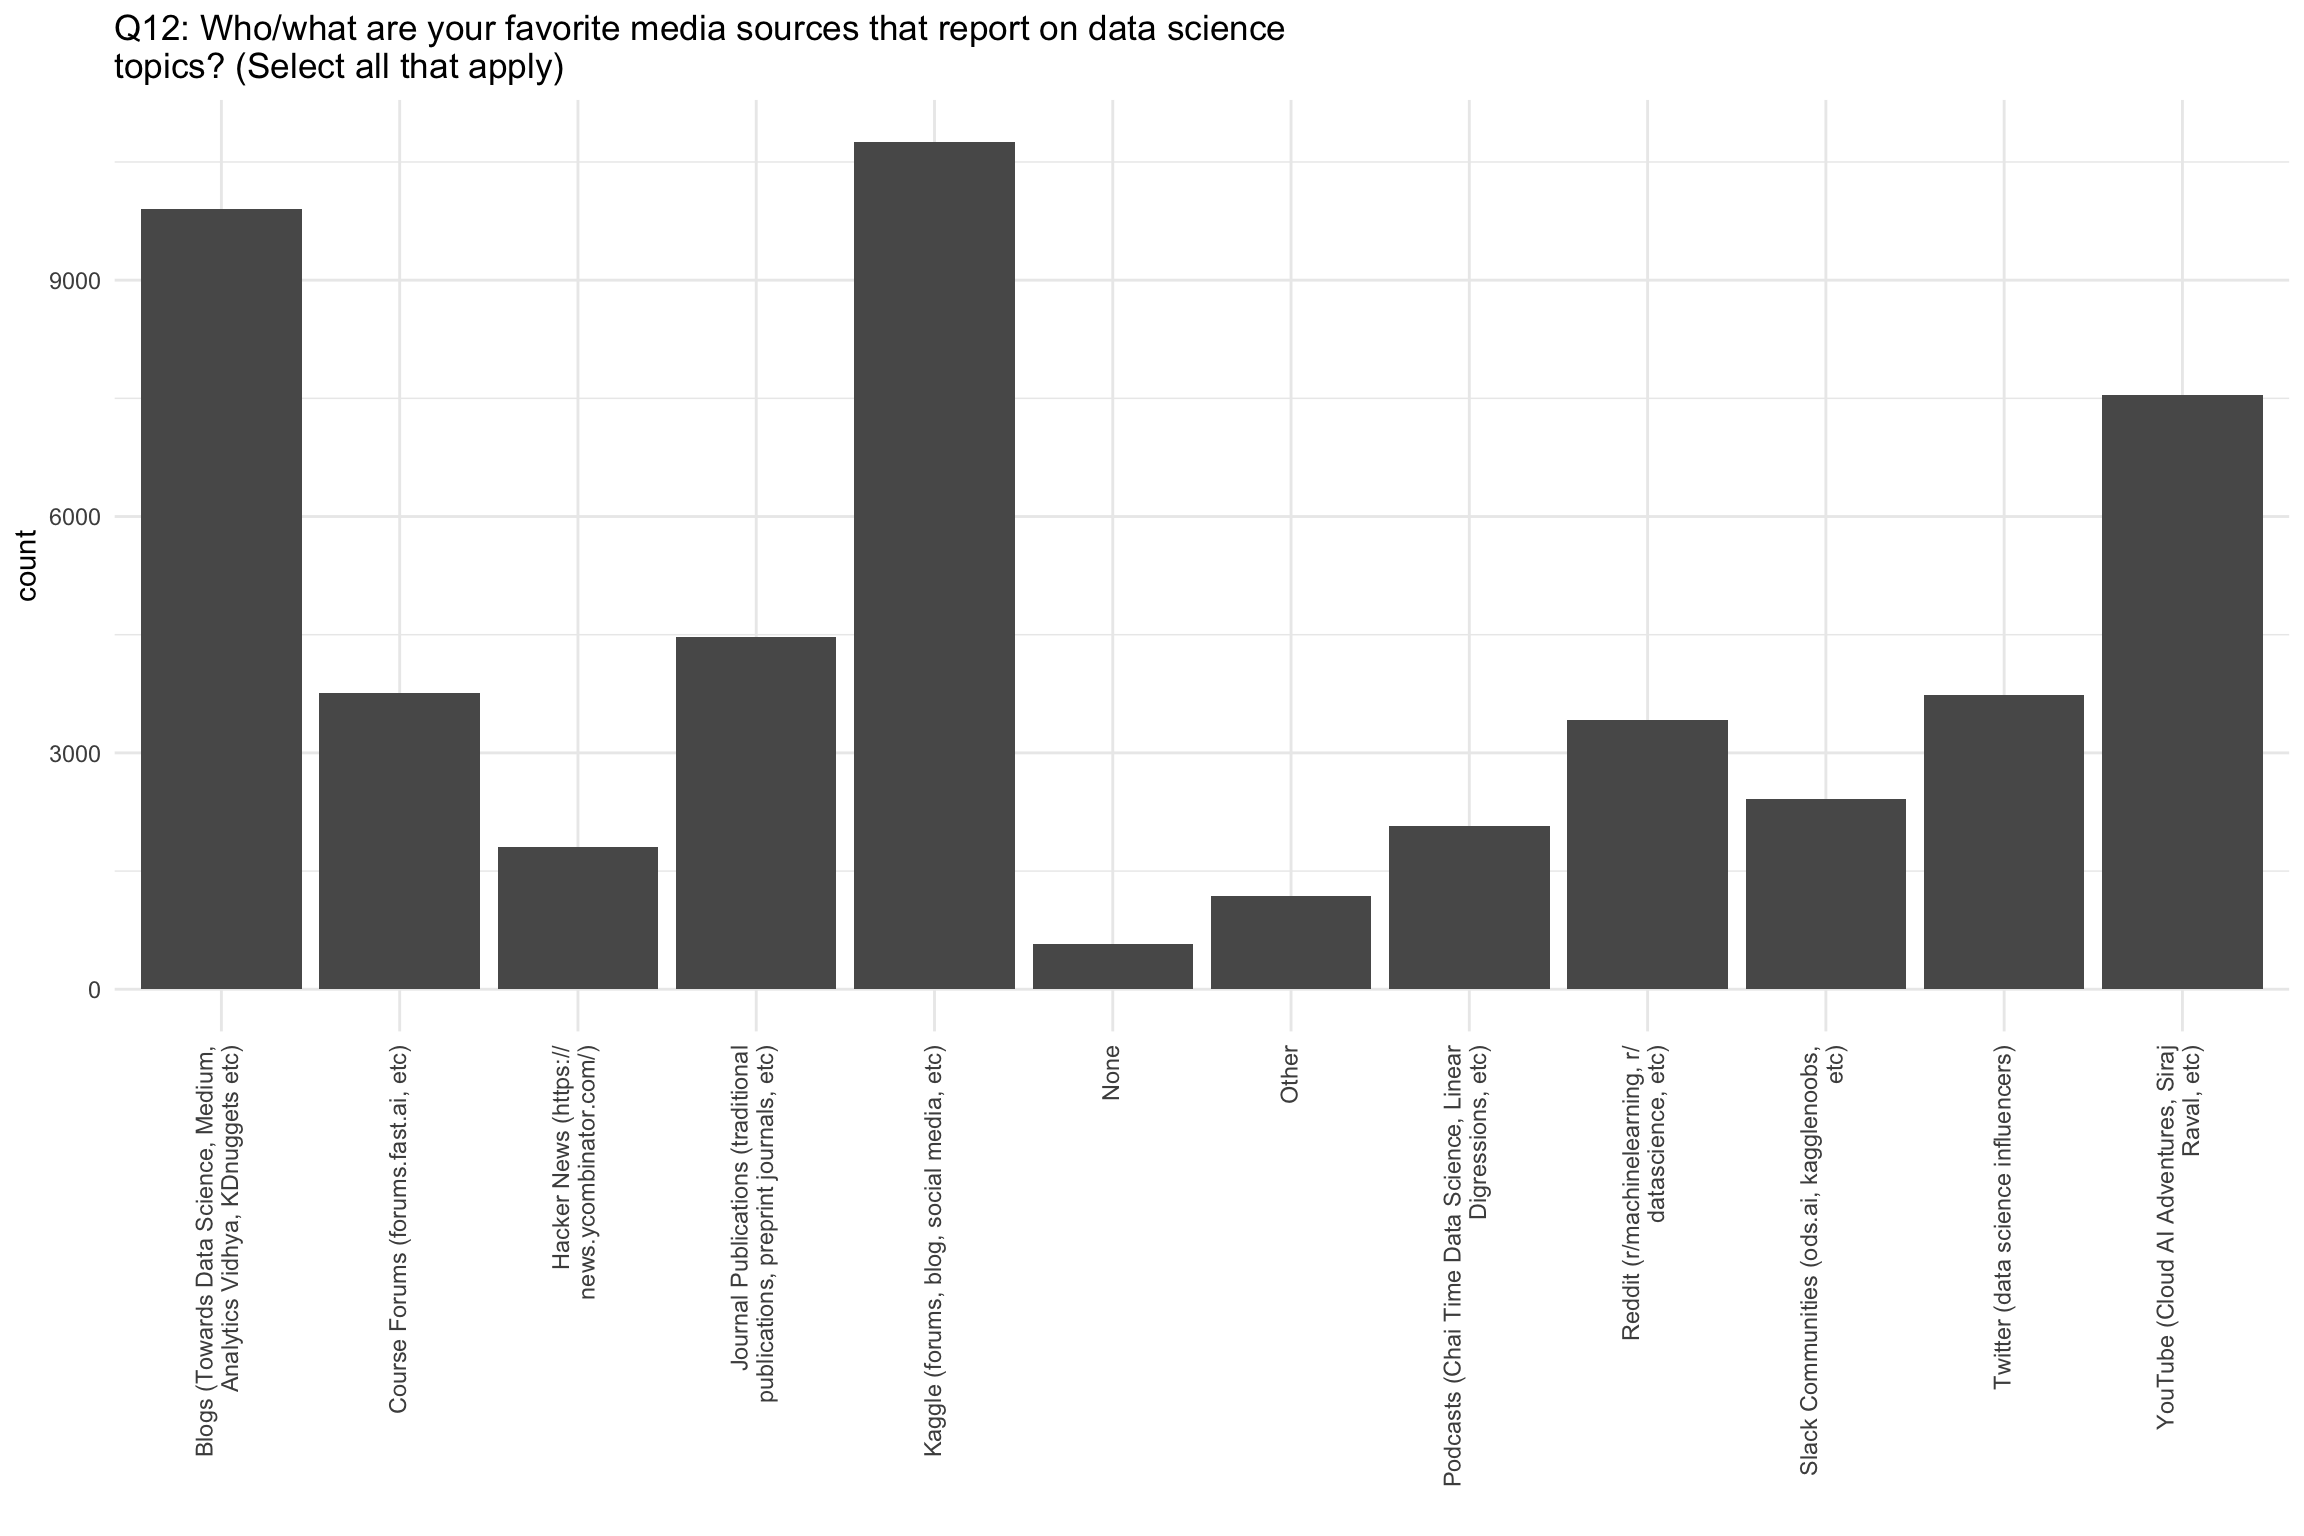 Q12: Who/what are your favorite media sources that report on data science
topics? (Select all that apply)
count
9000
6000
3000
0
Blogs (Towards Data Science, Medium,
Analytics Vidhya, KDnuggets etc)
Course Forums (forums.fast.ai, etc)
Hacker News (https://
news.ycombinator.com/)
Journal Publications (traditional
publications, preprint journals, etc)
Kaggle (forums, blog, social media, etc)
None
Other
Podcasts (Chai Time Data Science, Linear
Digressions, etc)
Reddit (r/machinelearning, r/
datascience, etc)
Slack Communities (ods.ai, kagglenoobs,
etc)
Twitter (data science influencers)
YouTube (Cloud AI Adventures, Siraj
Raval, etc)